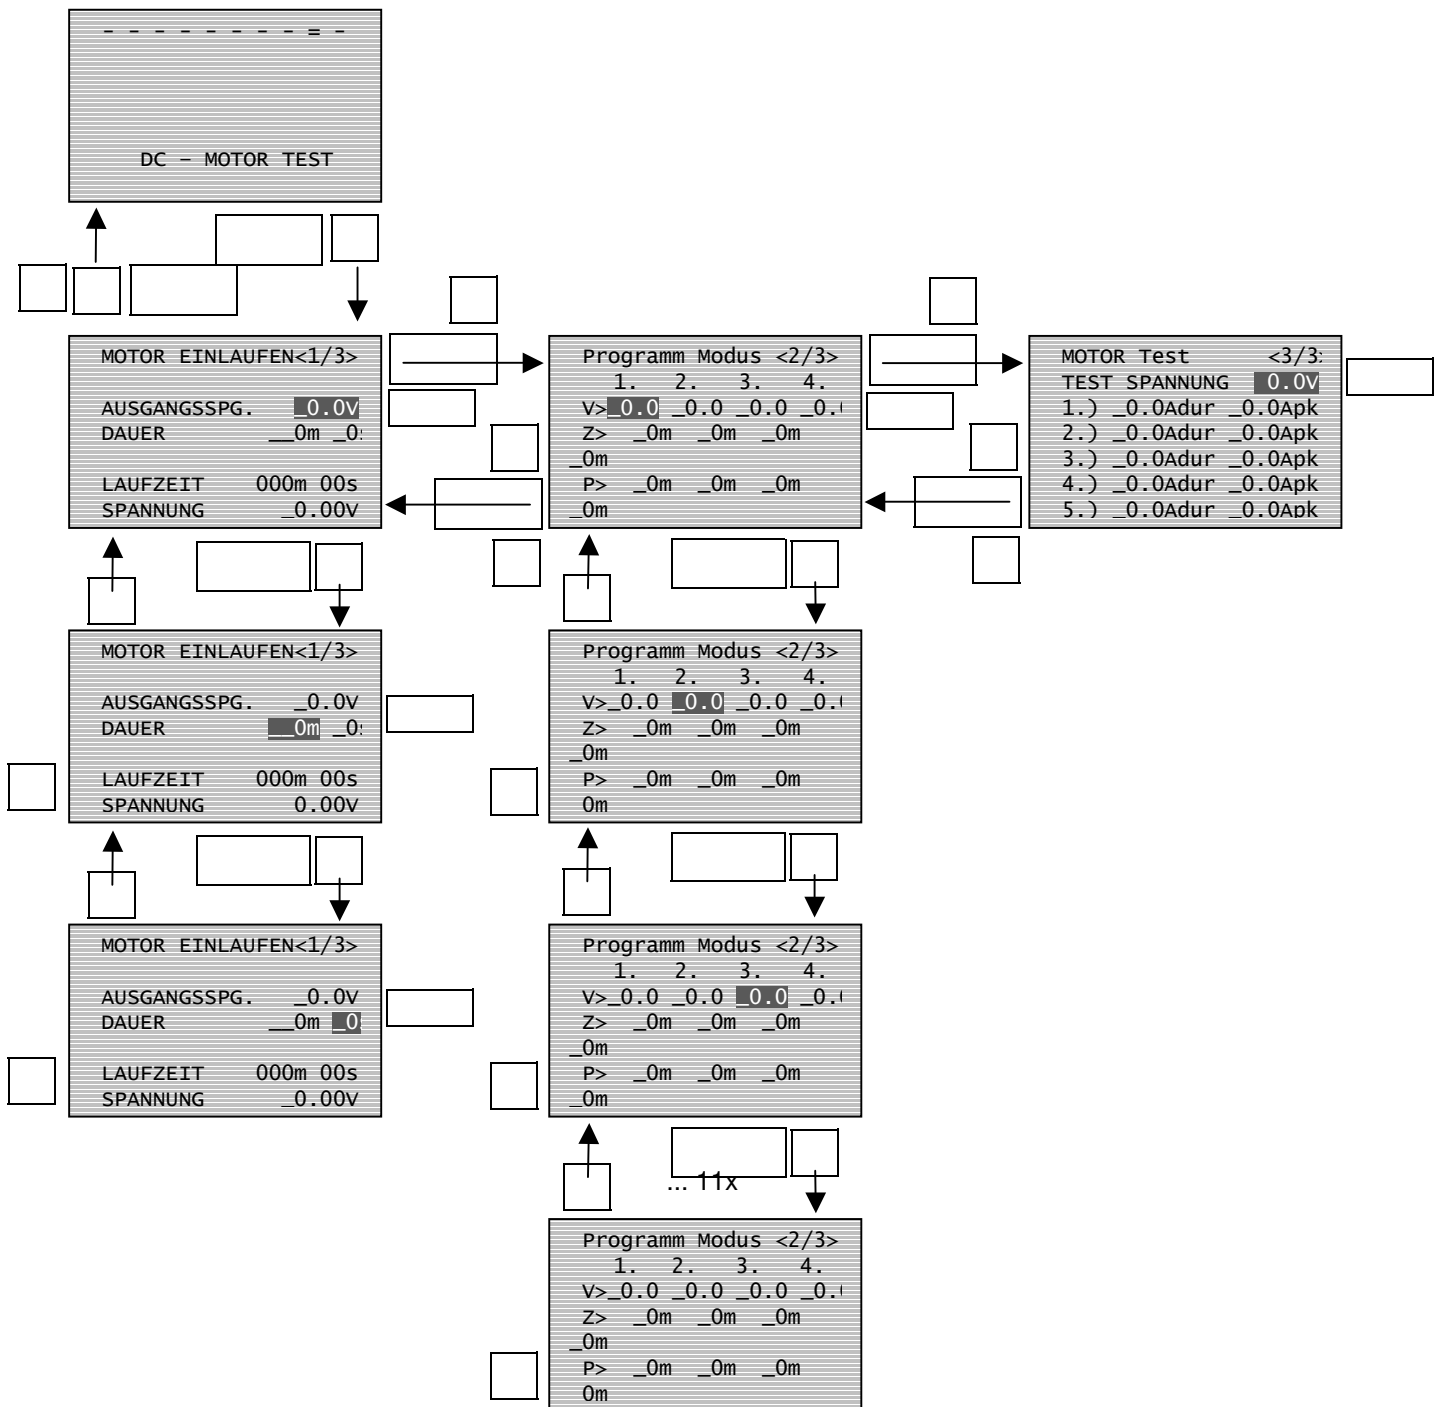 - - - - - - - - = -
DC - MOTOR TEST
MOTOR EINLAUFEN<1/3>
AUSGANGSSPG. _0.0V
DAUER __0m _0
LAUFZEIT 000m 00s
SPANNUNG _0.00V
Programm Modus <2/3>
1. 2. 3. 4.
V>_0.0 _0.0 _0.0 _0.
Z> _0m _0m _0m
_0m
P> _0m _0m _0m
_0m
MOTOR Test <3/3
TEST SPANNUNG 0.0V
1.) _0.0Adur _0.0Apk
2.) _0.0Adur _0.0Apk
3.) _0.0Adur _0.0Apk
4.) _0.0Adur _0.0Apk
5.) _0.0Adur _0.0Apk
MOTOR EINLAUFEN<1/3>
AUSGANGSSPG. _0.0V
DAUER __0m _0
LAUFZEIT 000m 00s
SPANNUNG 0.00V
Programm Modus <2/3>
1. 2. 3. 4.
V>_0.0 _0.0 _0.0 _0.
Z> _0m _0m _0m
_0m
P> _0m _0m _0m
0m
MOTOR EINLAUFEN<1/3>
AUSGANGSSPG. _0.0V
DAUER __0m _0
LAUFZEIT 000m 00s
SPANNUNG _0.00V
Programm Modus <2/3>
1. 2. 3. 4.
V>_0.0 _0.0 _0.0 _0.
Z> _0m _0m _0m
_0m
P> _0m _0m _0m
_0m
... 11x
Programm Modus <2/3>
1. 2. 3. 4.
V>_0.0 _0.0 _0.0 _0.
Z> _0m _0m _0m
_0m
P> _0m _0m _0m
0m